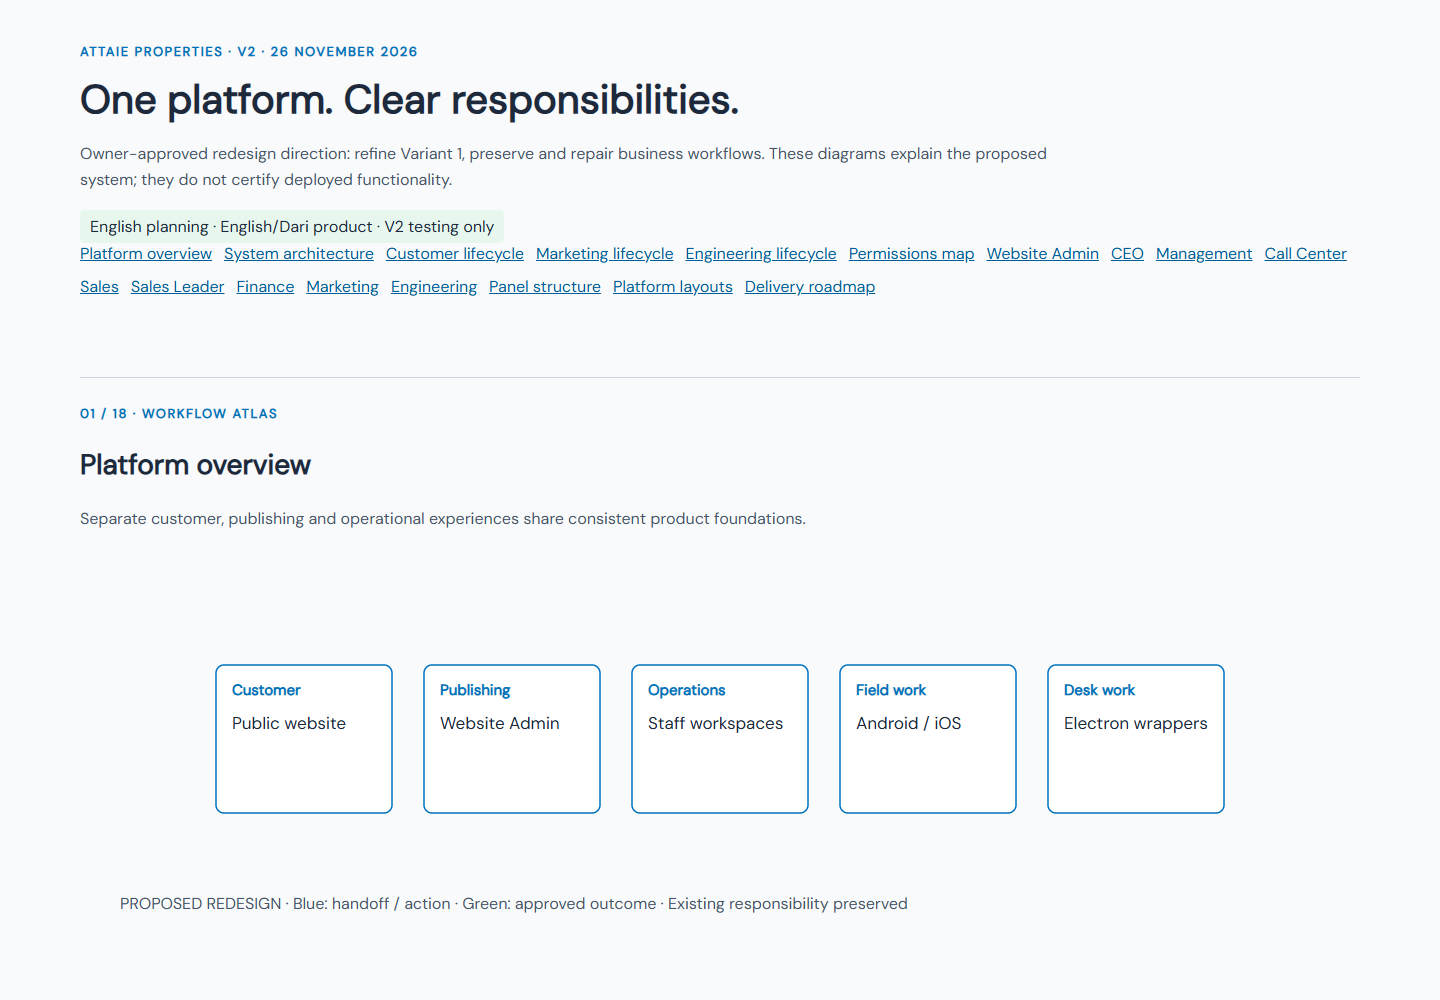 ATTAIE PROPERTIES · V2 · 26 NOVEMBER 2026
One platform. Clear responsibilities.
Owner-approved redesign direction: refine Variant 1, preserve and repair business workflows. These diagrams explain the proposed
system; they do not certify deployed functionality.
English planning · English/Dari product · V2 testing only
Platform overview System architecture Customer lifecycle Marketing lifecycle Engineering lifecycle Permissions map Website Admin CEO Management Call Center
Sales Sales Leader Finance Marketing Engineering Panel structure Platform layouts Delivery roadmap
01 / 18 · WORKFLOW ATLAS
Platform overview
Separate customer, publishing and operational experiences share consistent product foundations.
Customer
Public website
Publishing
Website Admin
Operations
Staff workspaces
Field work
Android / iOS
Desk work
Electron wrappers
PROPOSED REDESIGN · Blue: handoff / action · Green: approved outcome · Existing responsibility preserved